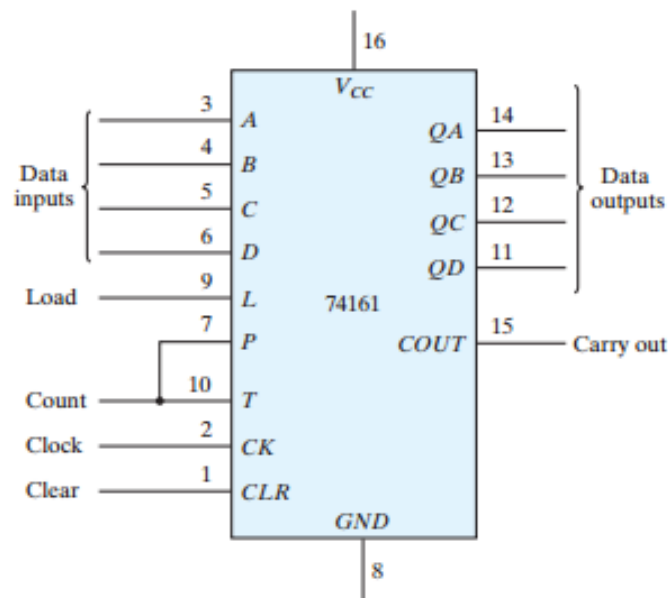 16
VCC
3
A
14
QA
4
B
13
QB
Data
inputs
5
C
12
QC
Data
outputs
6
D
11
QD
Load
9
L
74161
7
P
15
COUT
Carry out
Count
10
T
Clock
2
CK
Clear
1
CLR
GND
8